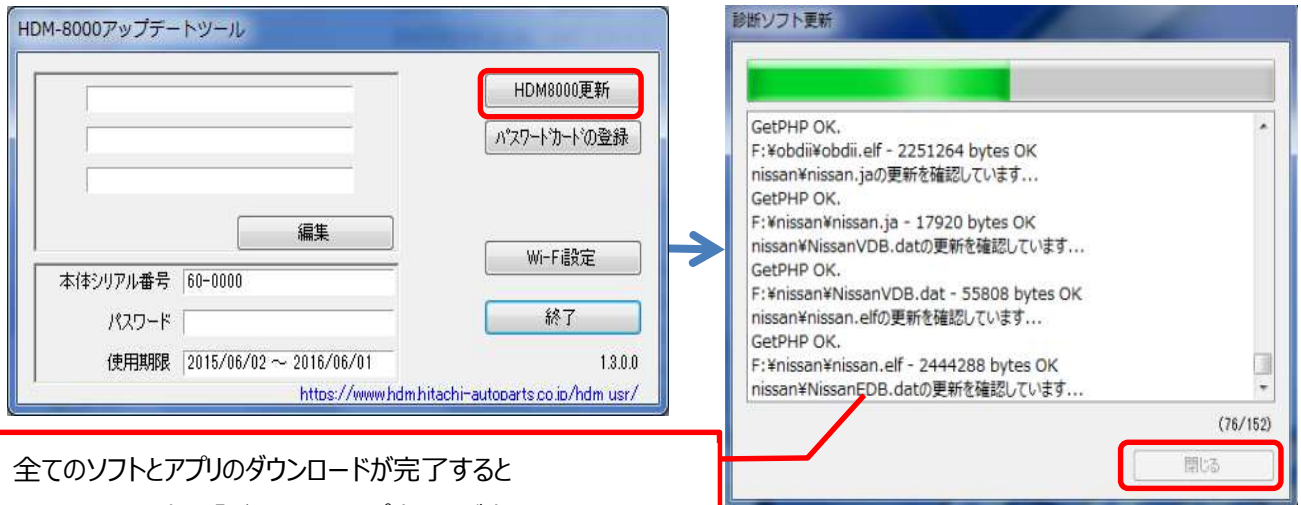 HDM-8000アップデートツール
HDM8000更新
パスワードカードの登録
編集
Wi-Fi設定
本体シリアル番号 60-0000
パスワード
終了
使用期限 2015/06/02 ～ 2016/06/01
1.3.0.0
https://www.hdm.hitachi-autoparts.co.jp/hdm_usr/
診断ソフト更新
GetPHP OK.
F:¥obdii¥obdii.elf - 2251264 bytes OK
nissan¥nissan.jaの更新を確認しています...
GetPHP OK.
F:¥nissan¥nissan.ja - 17920 bytes OK
nissan¥NissanVDB.datの更新を確認しています...
GetPHP OK.
F:¥nissan¥NissanVDB.dat - 55808 bytes OK
nissan¥nissan.elfの更新を確認しています...
GetPHP OK.
F:¥nissan¥nissan.elf - 2444288 bytes OK
nissan¥NissanEDB.datの更新を確認しています...
(76/152)
閉じる
全てのソフトとアプリのダウンロードが完了すると